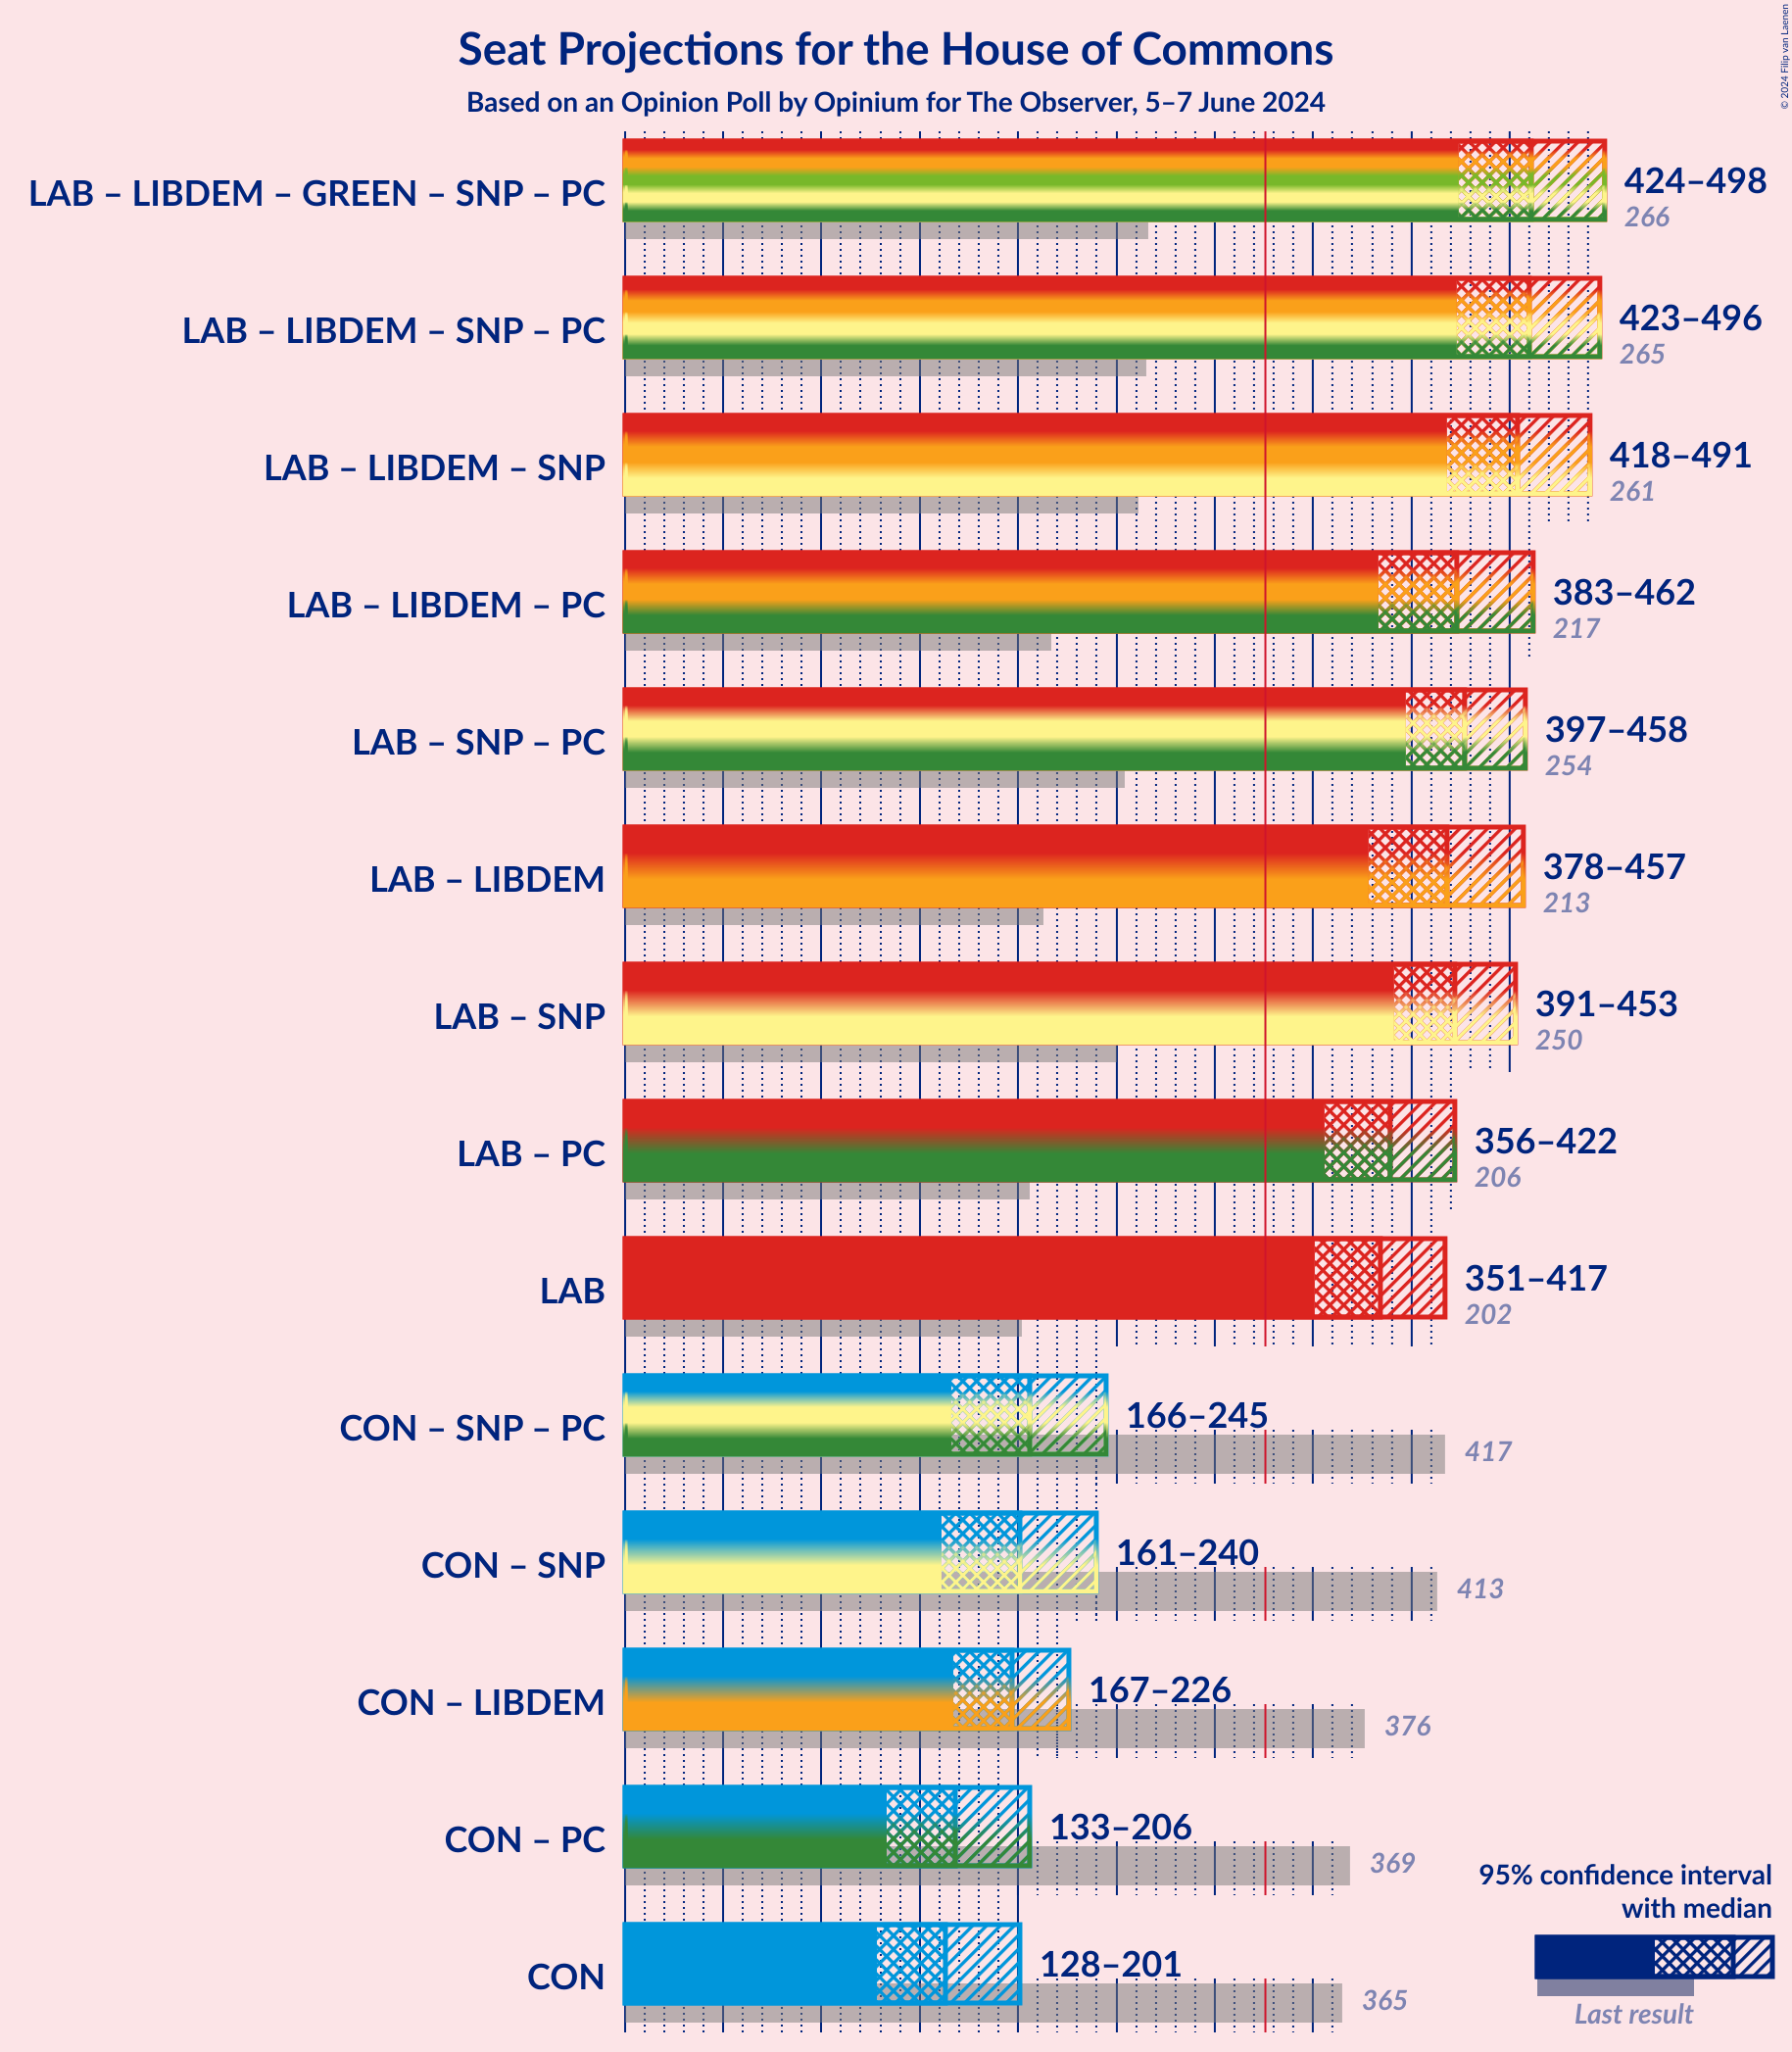 Seat Projections for the House of Commons
Based on an Opinion Poll by Opinium for The Observer, 5–7 June 2024
© 2024 Filip van Laenen
LAB – LIBDEM – GREEN – SNP – PC
424–498
266
LAB – LIBDEM – SNP – PC
423–496
265
LAB – LIBDEM – SNP
418–491
261
LAB – LIBDEM – PC
383–462
217
LAB – SNP – PC
397–458
254
LAB – LIBDEM
378–457
213
LAB – SNP
391–453
250
LAB – PC
356–422
206
LAB
351–417
202
CON – SNP – PC
166–245
417
CON – SNP
161–240
413
CON – LIBDEM
167–226
376
CON – PC
133–206
369
CON
128–201
365
95% confidence interval
with median
Last result